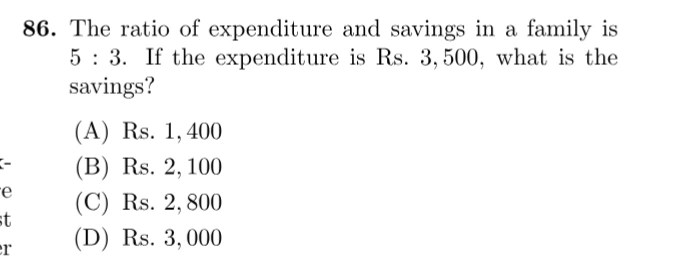 86. The ratio of expenditure and savings in a family is
5 : 3. If the expenditure is Rs. 3, 500, what is the
savings?
(A) Rs. 1, 400
(B) Rs. 2, 100
(C) Rs. 2, 800
(D) Rs. 3, 000